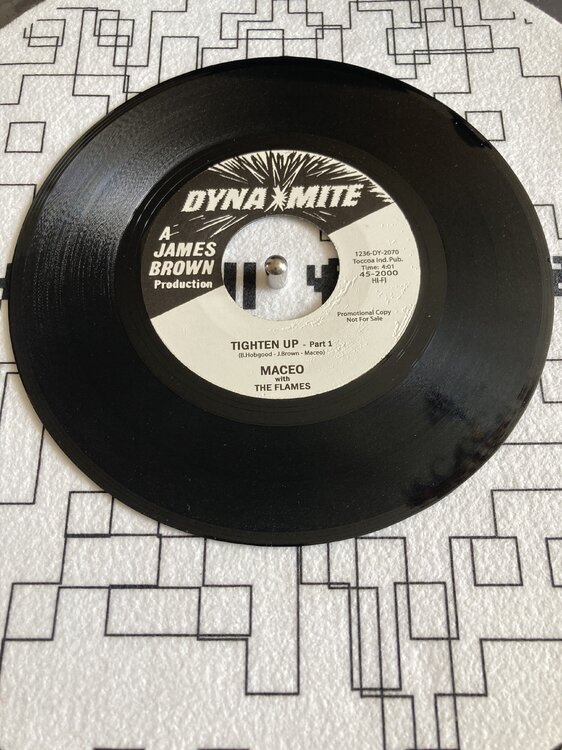 DYNA★MITE
A
JAMES
BROWN
Production
1236-DY-2070
Toccoa Ind. Pub.
Time: 4:01
45-2000
HI-FI
Promotional Copy
Not For Sale
TIGHTEN UP - Part 1
(B.Hobgood - J.Brown - Maceo)
MACEO
with
THE FLAMES